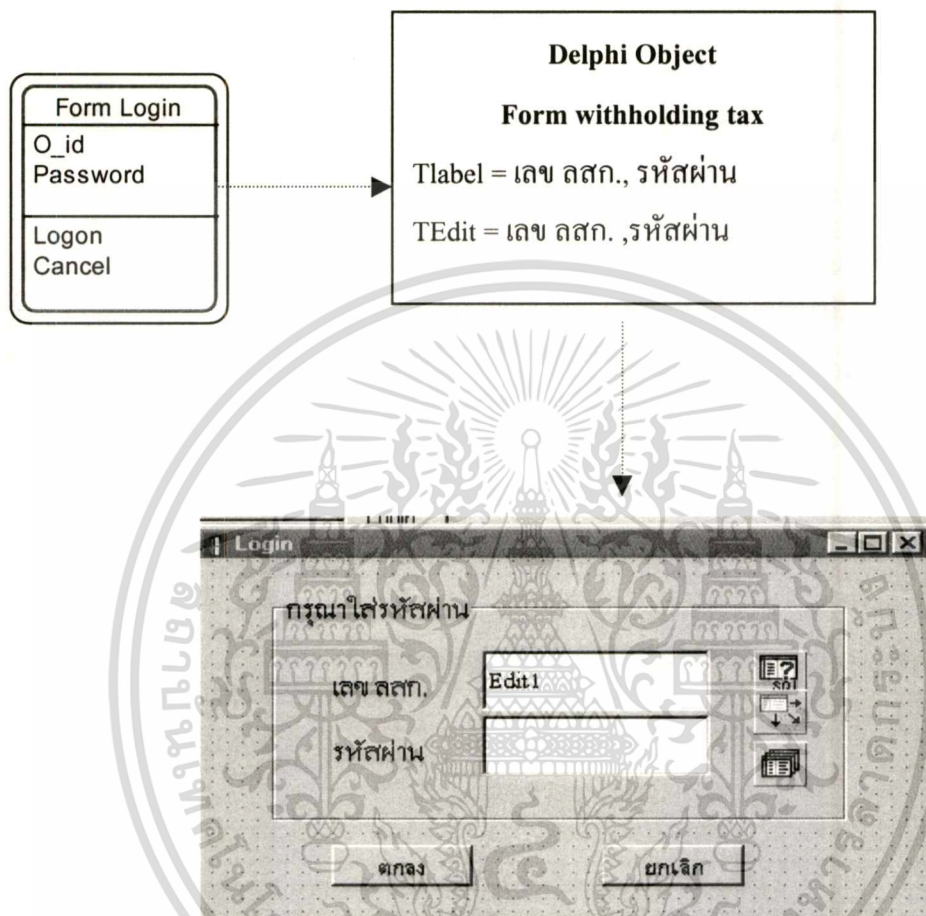 Form Login
O_id
Password
Logon
Cancel
Delphi Object
Form withholding tax
Tlabel = เลข ลสก., รหัสผ่าน
TEdit = เลข ลสก. ,รหัสผ่าน
Login
กรุณาใส่รหัสผ่าน
เลข ลสก.
Edit1
รหัสผ่าน
ตกลง
ยกเลิก